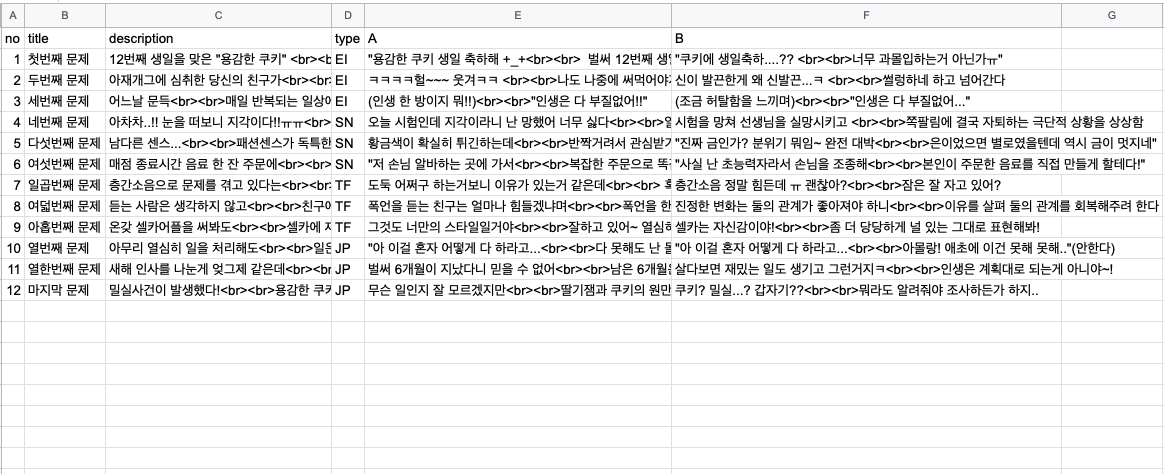 A B C D E F G
no title description type A B
1 첫번째 문제 12번째 생일을 맞은 "용감한 쿠키" <br><b EI "용감한 쿠키 생일 축하해 +_+<br><br> 벌써 12번째 생 "쿠키에 생일축하....?? <br><br>너무 과몰입하는거 아닌가ㅠ"
2 두번째 문제 아재개그에 심취한 당신의 친구가<br><br> EI ㅋㅋㅋㅋ헐~~~ 웃겨ㅋㅋ <br><br>나도 나중에 써먹어야 신이 발끈한게 왜 신발끈...ㅋ <br><br>썰렁하네 하고 넘어간다
3 세번째 문제 어느날 문득<br><br>매일 반복되는 일상 EI (인생 한 방이지 뭐!!)<br><br>"인생은 다 부질없어!!" (조금 허탈함을 느끼며)<br><br>"인생은 다 부질없어..."
4 네번째 문제 아차차..!! 눈을 떠보니 지각이다!!ㅠㅠ<br> SN 오늘 시험인데 지각이라니 난 망했어 너무 싫다<br><br> 시험을 망쳐 선생님을 실망시키고 <br><br>쪽팔림에 결국 자퇴하는 극단적 상황을 상상함
5 다섯번째 문제 남다른 센스...<br><br>패션센스가 독특한 SN 황금색이 확실히 튀긴하는데<br><br>반짝거려서 관심받기 "진짜 금인가? 분위기 뭐임~ 완전 대박<br><br>은이었으면 별로였을텐데 역시 금이 멋지네"
6 여섯번째 문제 매점 종료시간 음료 한 잔 주문에<br><br> SN "저 손님 알바하는 곳에 가서<br><br>복잡한 주문으로 똑 "사실 난 초능력자라서 손님을 조종해<br><br>본인이 주문한 음료를 직접 만들게 할테다!"
7 일곱번째 문제 층간소음으로 문제를 겪고 있다는<br><br> TF 도둑 어쩌구 하는거보니 이유가 있는거 같은데<br><br> 층간소음 정말 힘든데 ㅠ 괜찮아?<br><br>잠은 잘 자고 있어?
8 여덟번째 문제 듣는 사람은 생각하지 않고<br><br>친구에 TF 폭언을 듣는 친구는 얼마나 힘들겠냐며<br><br>폭언을 한 진정한 변화는 둘의 관계가 좋아져야 하니<br><br>이유를 살펴 둘의 관계를 회복해주려 한다
9 아홉번째 문제 온갖 셀카어플을 써봐도<br><br>셀카에 TF 그것도 너만의 스타일일거야<br><br>잘하고 있어~ 열심히 셀카는 자신감이야!<br><br>좀 더 당당하게 널 있는 그대로 표현해봐!
10 열번째 문제 아무리 열심히 일을 처리해도<br><br>일은 JP "아 이걸 혼자 어떻게 다 하라고...<br><br>다 못해도 난 몰 "아 이걸 혼자 어떻게 다 하라고...<br><br>아몰랑! 애초에 이건 못해 못해.."(안한다)
11 열한번째 문제 새해 인사를 나눈게 엊그제 같은데<br><br JP 벌써 6개월이 지났다니 믿을 수 없어<br><br>남은 6개월은 살다보면 재밌는 일도 생기고 그런거지ㅋ<br><br>인생은 계획대로 되는게 아니야~!
12 마지막 문제 밀실사건이 발생했다!<br><br>용감한 쿠키 JP 무슨 일인지 잘 모르겠지만<br><br>딸기잼과 쿠키의 원만 쿠키? 밀실...? 갑자기??<br><br>뭐라도 알려줘야 조사하든가 하지..